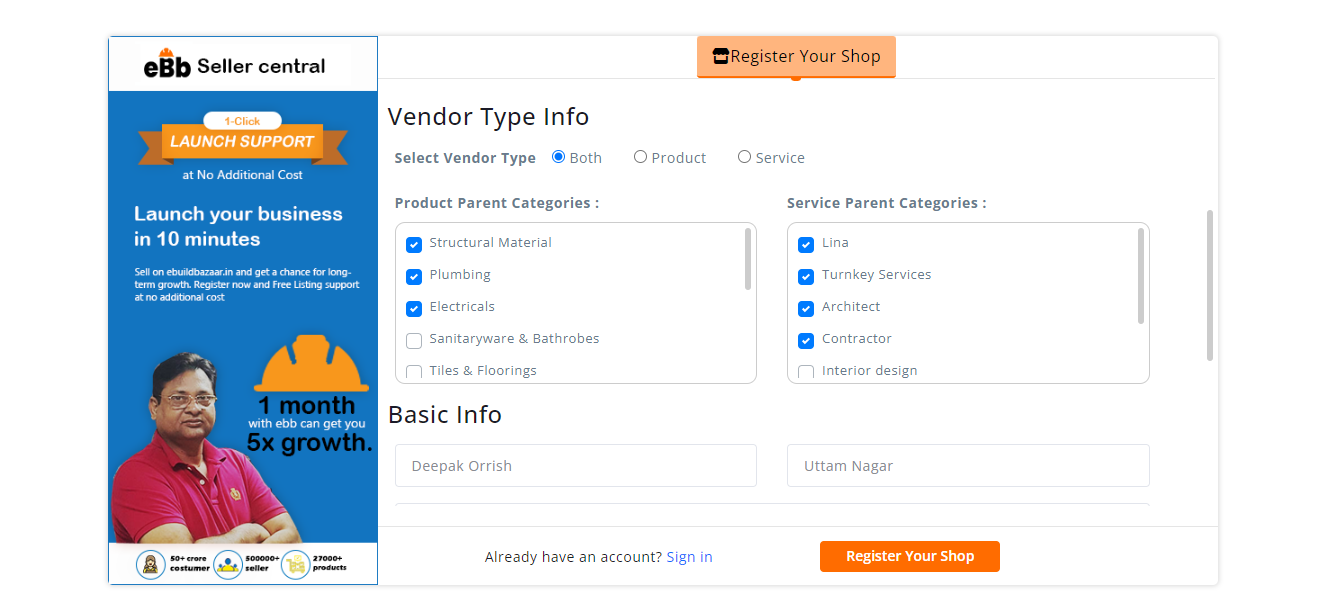 eBb Seller central
1-Click
LAUNCH SUPPORT
at No Additional Cost
Launch your business
in 10 minutes
Sell on ebuildbazaar.in and get a chance for long-
term growth. Register now and Free Listing support
at no additional cost
1 month
with ebb can get you
5x growth.
50+ crore
costumer
500000+
seller
27000+
products
Register Your Shop
Vendor Type Info
Select Vendor Type Both Product Service
Product Parent Categories :
Structural Material
Plumbing
Electricals
Sanitaryware & Bathrobes
Tiles & Floorings
Service Parent Categories :
Lina
Turnkey Services
Architect
Contractor
Interior design
Basic Info
Deepak Orrish
Uttam Nagar
Already have an account? Sign in
Register Your Shop